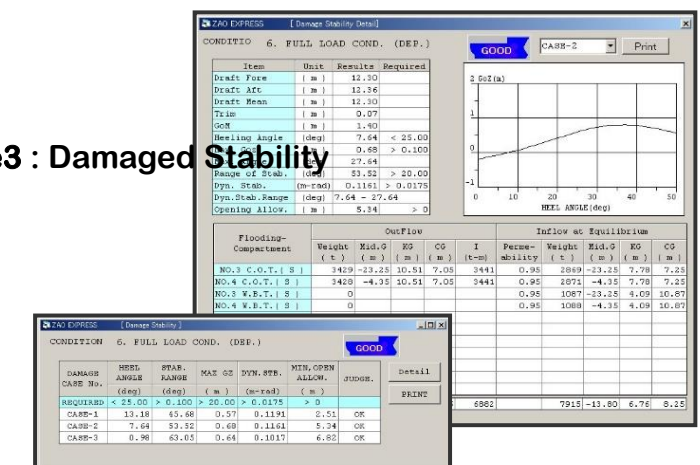 ZAO EXPRESS [ Damage Stability Detail]
CONDITIO 6. FULL LOAD COND. (DEP.)
GOOD
CASE-2
Print
Item Unit Results Required
Draft Fore ( m ) 12.30
Draft Aft ( m ) 12.36
Draft Mean ( m ) 12.30
Trim ( m ) 0.07
GoM ( m ) 1.40
Heeling Angle (deg) 7.64 < 25.00
( m ) 0.68 > 0.100
27.64
Range of Stab. (deg) 53.52 > 20.00
Dyn. Stab. (m-rad) 0.1161 > 0.0175
Dyn.Stab.Range (deg) 7.64 - 27.64
Opening Allow. ( m ) 5.34 > 0
e3 : Damaged Stability
2 GoZ(m)
1
0
-1
0 10 20 30 40 50
HEEL ANGLE(deg)
Flooding-Compartment OutFlow Inflow at Equilibrium
Weight ( t ) Mid.G ( m ) KG ( m ) CG ( m ) I (t-m) Perme-ability Weight ( t ) Mid.G ( m ) KG ( m ) CG ( m )
NO.3 C.O.T.( S ) 3429 -23.25 10.51 7.05 3441 0.95 2869 -23.25 7.78 7.25
NO.4 C.O.T.( S ) 3428 -4.35 10.51 7.05 3441 0.95 2871 -4.35 7.78 7.25
NO.3 W.B.T.( S ) 0 0.95 1087 -23.25 4.09 10.87
NO.4 W.B.T.( S ) 0 0.95 1088 -4.35 4.09 10.87
6882 7915 -13.80 6.76 8.25
ZAO EXPRESS [ Damage Stability ]
CONDITION 6. FULL LOAD COND. (DEP.)
GOOD
DAMAGE CASE No. HEEL ANGLE (deg) STAB. RANGE (deg) MAX GZ ( m ) DYN.STB. (m-rad) MIN,OPEN ALLOW. ( m ) JUDGE.
REQUIRED < 25.00 > 0.100 > 20.00 > 0.0175 > 0
CASE-1 13.18 45.68 0.57 0.1191 2.51 OK
CASE-2 7.64 53.52 0.68 0.1161 5.34 OK
CASE-3 0.98 63.05 0.64 0.1017 6.82 OK
Detail
PRINT